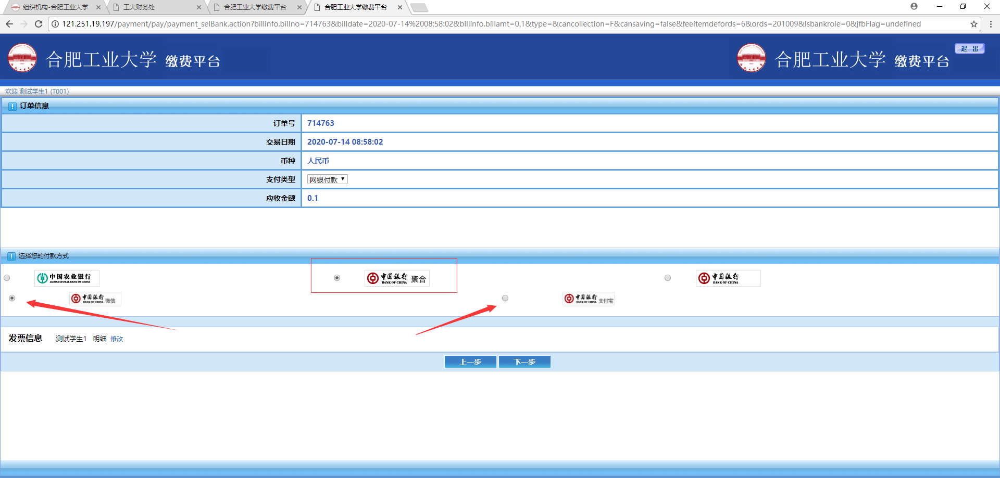 组织机构-合肥工业大学
工大财务处
合肥工业大学缴费平台
合肥工业大学缴费平台
121.251.19.197/payment/pay/payment_selBank.action?billinfo.billno=714763&billdate=2020-07-14%2008:58:02&billinfo.billamt=0.1&type=&cancollection=F&cansaving=false&feeitemdefords=6&ords=201009&isbankrole=0&jfbFlag=undefined
合肥工业大学 缴费平台
合肥工业大学 缴费平台
退 出
欢迎 测试学生1 (T001)
订单信息
订单号 714763
交易日期 2020-07-14 08:58:02
币种 人民币
支付类型 网银付款
应收金额 0.1
选择您的付款方式
中国农业银行
AGRICULTURAL BANK OF CHINA
中国银行 聚合
BANK OF CHINA
中国银行
BANK OF CHINA
中国银行 微信
BANK OF CHINA
中国银行 支付宝
BANK OF CHINA
发票信息 测试学生1 明细 修改
上一步 下一步